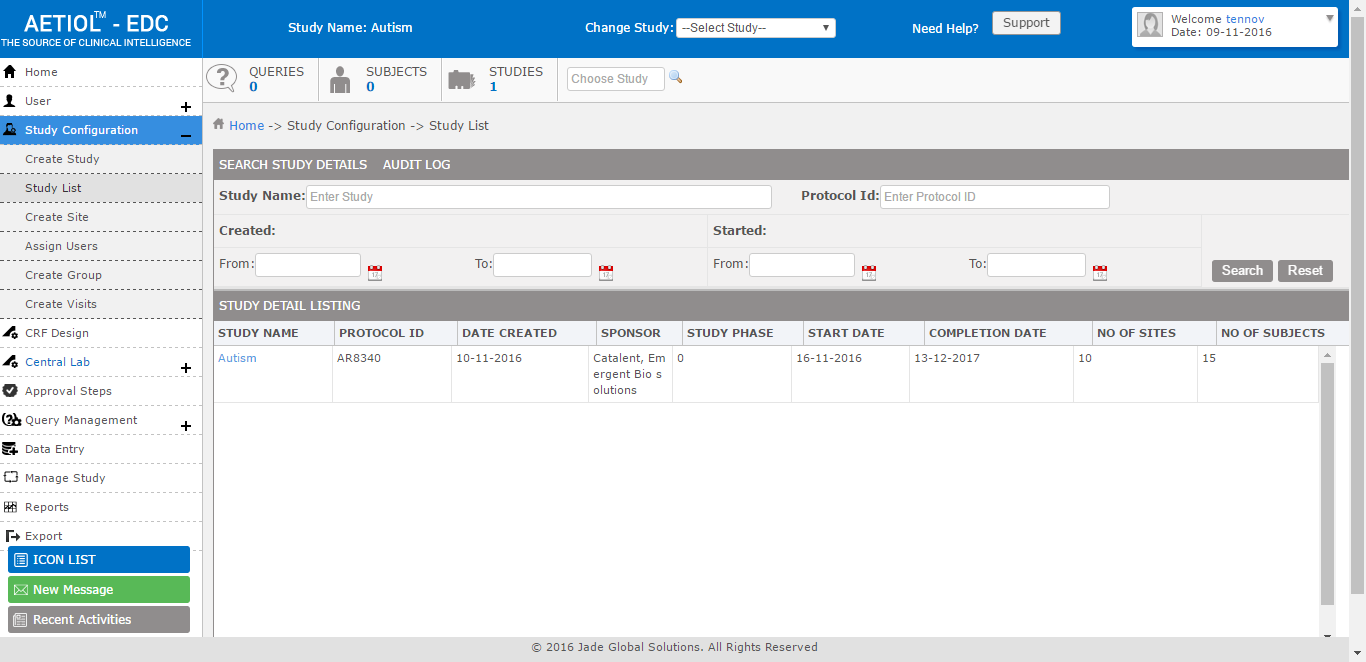 AETIOL™ - EDC
THE SOURCE OF CLINICAL INTELLIGENCE
Study Name: Autism
Change Study: --Select Study--
Need Help? Support
Welcome tennov
Date: 09-11-2016
Home
User
Study Configuration
Create Study
Study List
Create Site
Assign Users
Create Group
Create Visits
CRF Design
Central Lab
Approval Steps
Query Management
Data Entry
Manage Study
Reports
Export
ICON LIST
New Message
Recent Activities
QUERIES
0
SUBJECTS
0
STUDIES
1
Choose Study
Home -> Study Configuration -> Study List
SEARCH STUDY DETAILS AUDIT LOG
Study Name: Enter Study Protocol Id: Enter Protocol ID
Created: Started:
From: To: From: To:
Search Reset
STUDY DETAIL LISTING
STUDY NAME PROTOCOL ID DATE CREATED SPONSOR STUDY PHASE START DATE COMPLETION DATE NO OF SITES NO OF SUBJECTS
Autism AR8340 10-11-2016 Catalent, Em 0 16-11-2016 13-12-2017 10 15
ergent Bio s
olutions
© 2016 Jade Global Solutions. All Rights Reserved